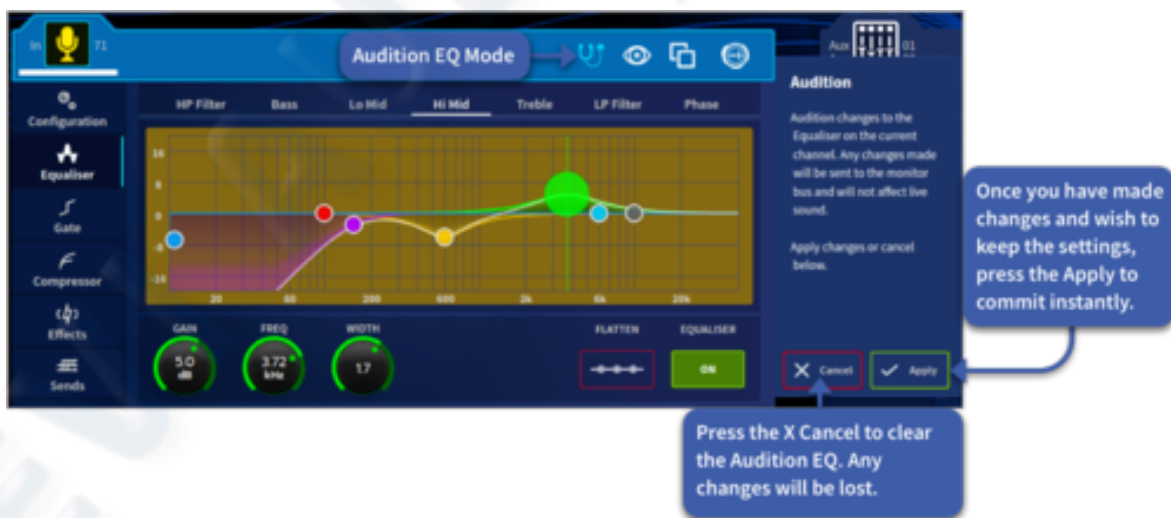 In 71
Audition EQ Mode
Aux 01
Configuration
Equaliser
Gate
Compressor
Effects
Sends
HP Filter Bass Lo Mid Hi Mid Treble LP Filter Phase
16
8
0
-8
-16
20 60 200 600 2k 6k 20k
GAIN FREQ WIDTH FLATTEN EQUALISER
5.0
dB
3.72
kHz
1.7
ON
Audition
Audition changes to the
Equaliser on the current
channel. Any changes made
will be sent to the monitor
bus and will not affect live
sound.
Apply changes or cancel
below.
Cancel Apply
Once you have made
changes and wish to
keep the settings,
press the Apply to
commit instantly.
Press the X Cancel to clear
the Audition EQ. Any
changes will be lost.